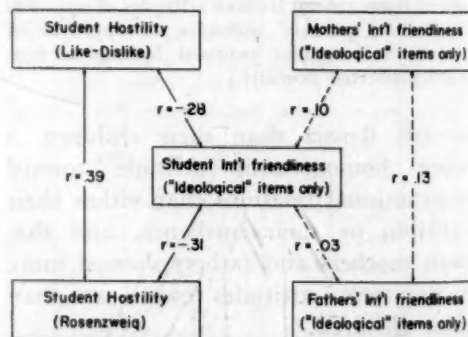 Student Hostility
(Like-Dislike)
Mothers' Int'l friendliness
("Ideological" items only)
r=-.28
r=.10
Student Int'l friendliness
("Ideological" items only)
r=.39
.13
r=-.31
r=.03
Student Hostility
(Rosenzweig)
Fathers' Int'l friendliness
("Ideological" items only)